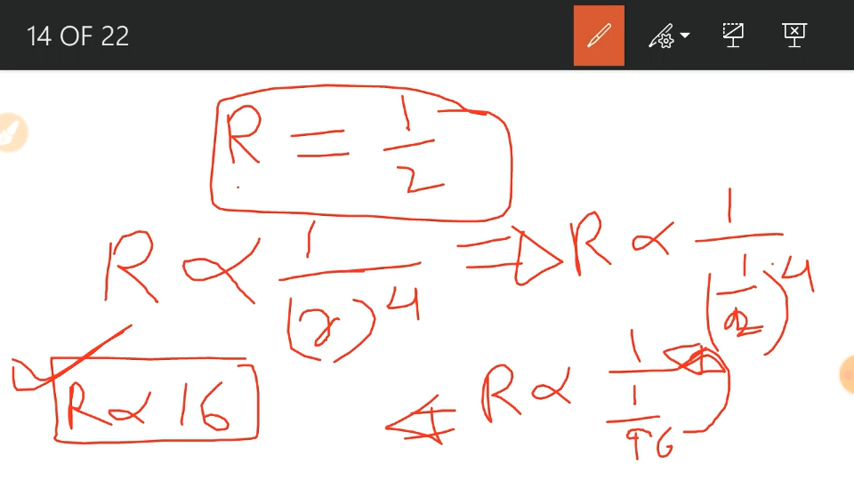 14 OF 22
R = 1/2
R ∝ 1/(r)^4 ⇒ R ∝ 1/(1/2)^4
R ∝ 16 R ∝ 1/(1/16)